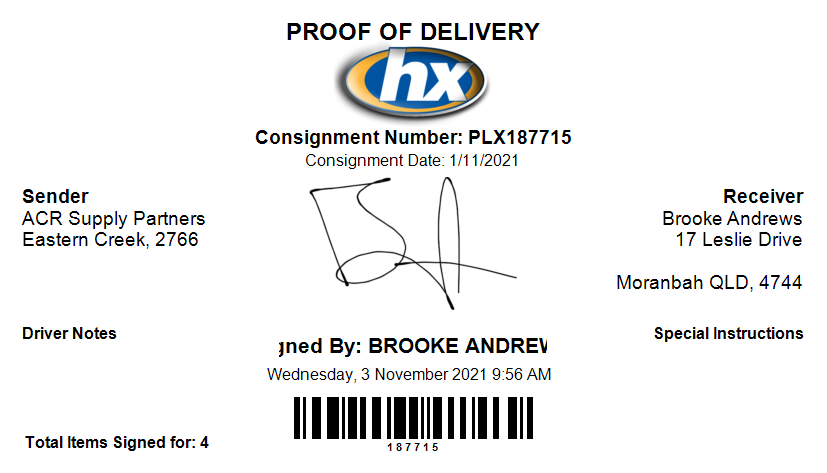 PROOF OF DELIVERY
hx
Consignment Number: PLX187715
Consignment Date: 1/11/2021
Sender
ACR Supply Partners
Eastern Creek, 2766
Receiver
Brooke Andrews
17 Leslie Drive
Moranbah QLD, 4744
Driver Notes
Special Instructions
gned By: BROOKE ANDREW
Wednesday, 3 November 2021 9:56 AM
187715
Total Items Signed for: 4